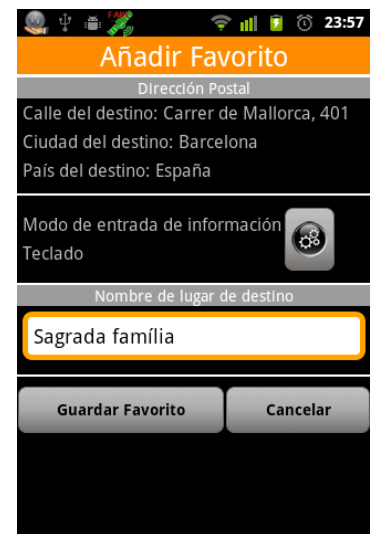 FAKE
23:57
Añadir Favorito
Dirección Postal
Calle del destino: Carrer de Mallorca, 401
Ciudad del destino: Barcelona
País del destino: España
Modo de entrada de información
Teclado
Nombre de lugar de destino
Sagrada família
Guardar Favorito
Cancelar